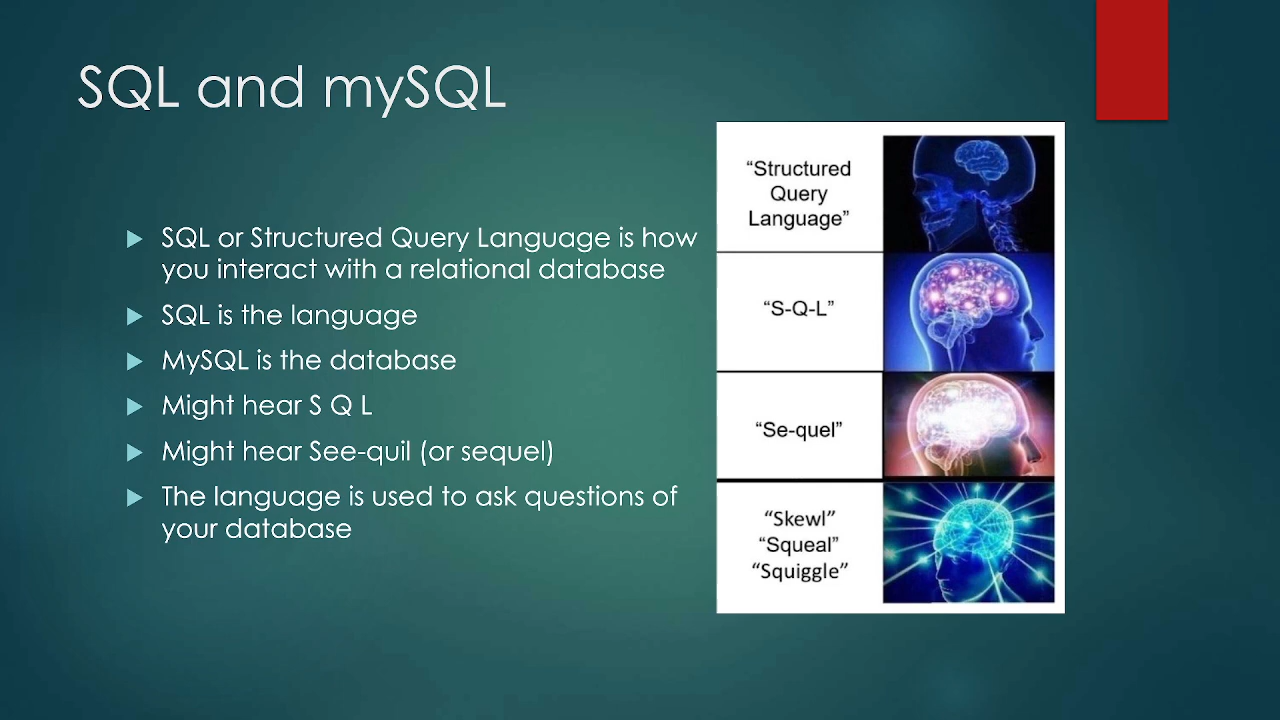 SQL and mySQL
SQL or Structured Query Language is how
you interact with a relational database
SQL is the language
MySQL is the database
Might hear S Q L
Might hear See-quil (or sequel)
The language is used to ask questions of
your database
“Structured
Query
Language”
“S-Q-L”
“Se-quel”
“Skewl”
“Squeal”
“Squiggle”